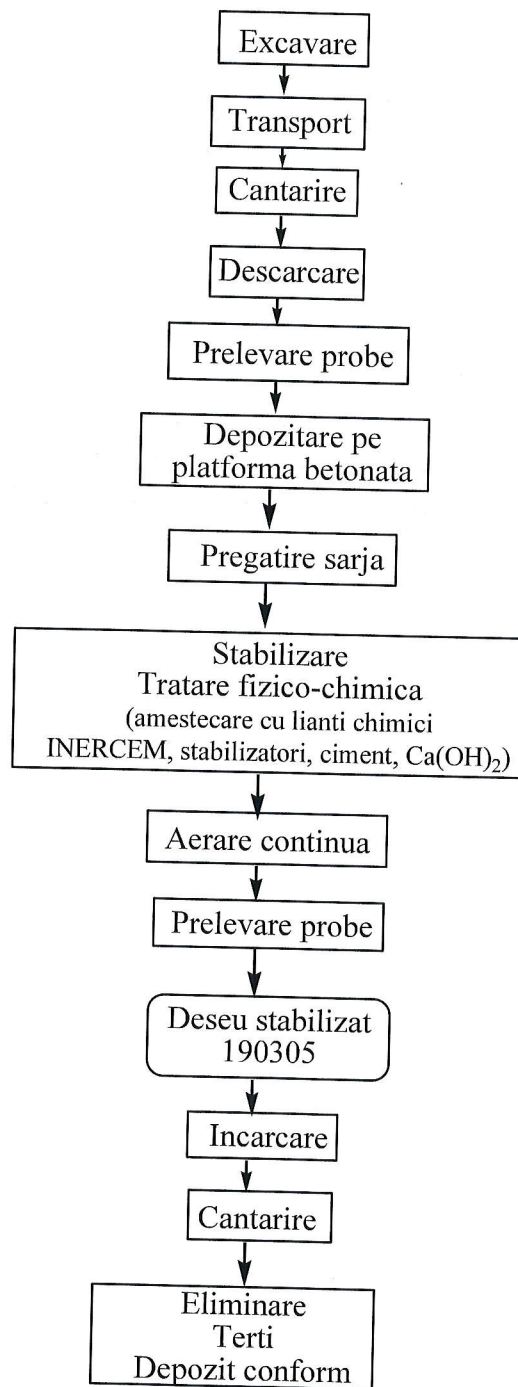 Excavare
Transport
Cantarire
Descarcare
Prelevare probe
Depozitare pe
platforma betonata
Pregatire sarja
Stabilizare
Tratare fizico-chimica
(amestecare cu lianti chimici
INERCEM, stabilizatori, ciment, Ca(OH)₂)
Aerare continua
Prelevare probe
Deseu stabilizat
190305
Incarcare
Cantarire
Eliminare
Terti
Depozit conform